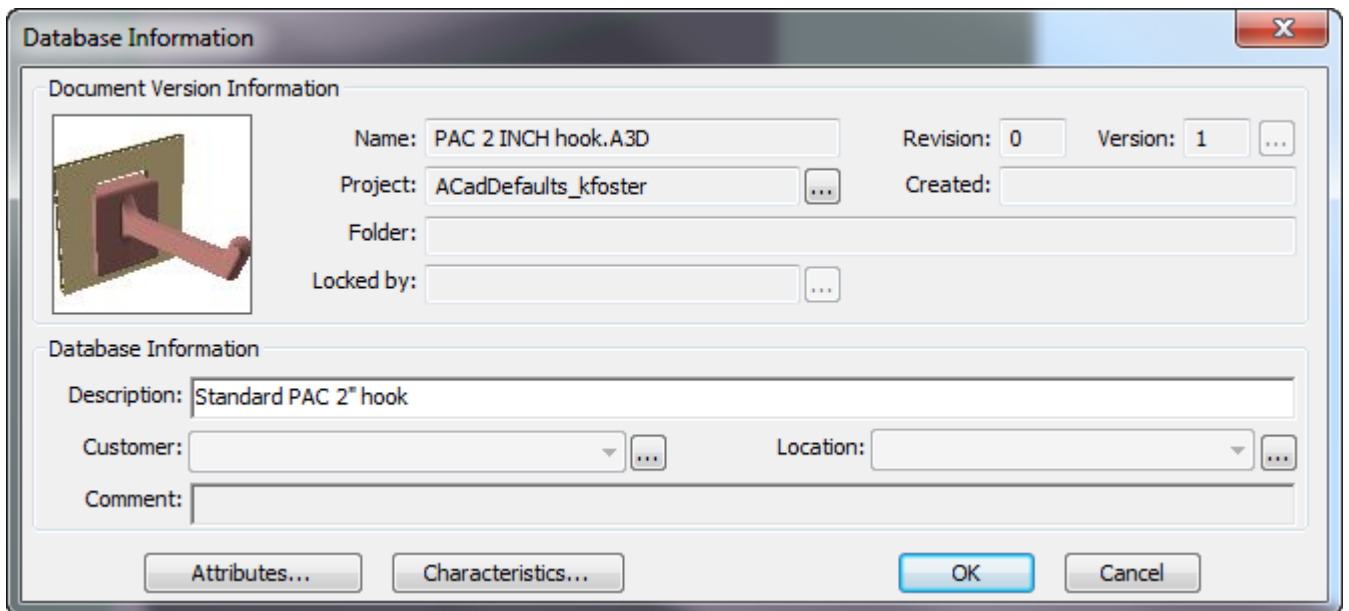 Database Information
Document Version Information
Name: PAC 2 INCH hook.A3D Revision: 0 Version: 1 ...
Project: ACadDefaults_kfoster ... Created:
Folder:
Locked by: ...
Database Information
Description: Standard PAC 2" hook
Customer: ... Location: ...
Comment:
Attributes... Characteristics... OK Cancel